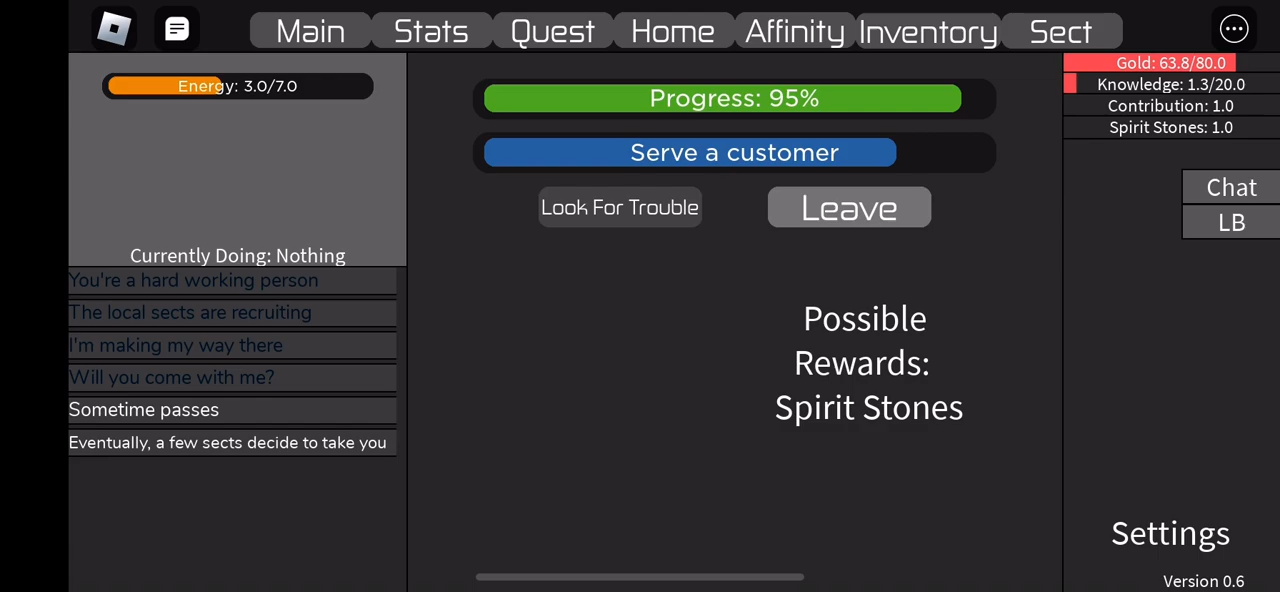 Main
Stats
Quest
Home
Affinity
Inventory
Sect
Energy: 3.0/7.0
Currently Doing: Nothing
You're a hard working person
The local sects are recruiting
I'm making my way there
Will you come with me?
Sometime passes
Eventually, a few sects decide to take you
Progress: 95%
Serve a customer
Look For Trouble
Leave
Possible
Rewards:
Spirit Stones
Gold: 63.8/80.0
Knowledge: 1.3/20.0
Contribution: 1.0
Spirit Stones: 1.0
Chat
LB
Settings
Version 0.6